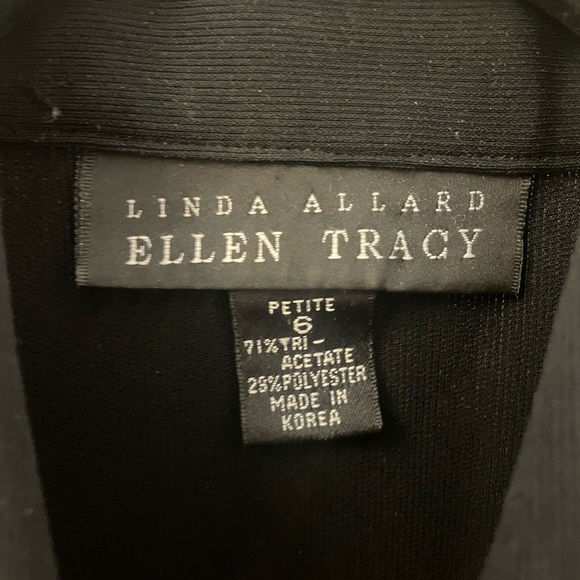 LINDA ALLARD
ELLEN TRACY
PETITE
6
71% TRI-
ACETATE
29% POLYESTER
MADE IN
KOREA